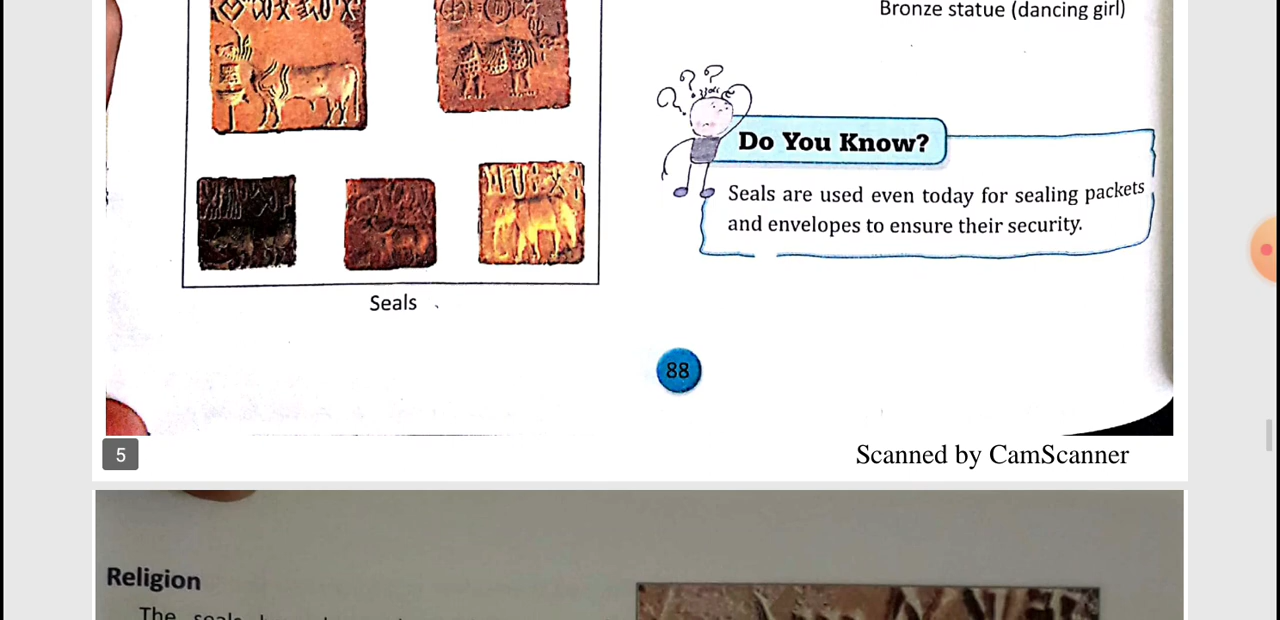 Bronze statue (dancing girl)
Do You Know?
Seals are used even today for sealing packets
and envelopes to ensure their security.
Seals
88
5
Scanned by CamScanner
Religion
The